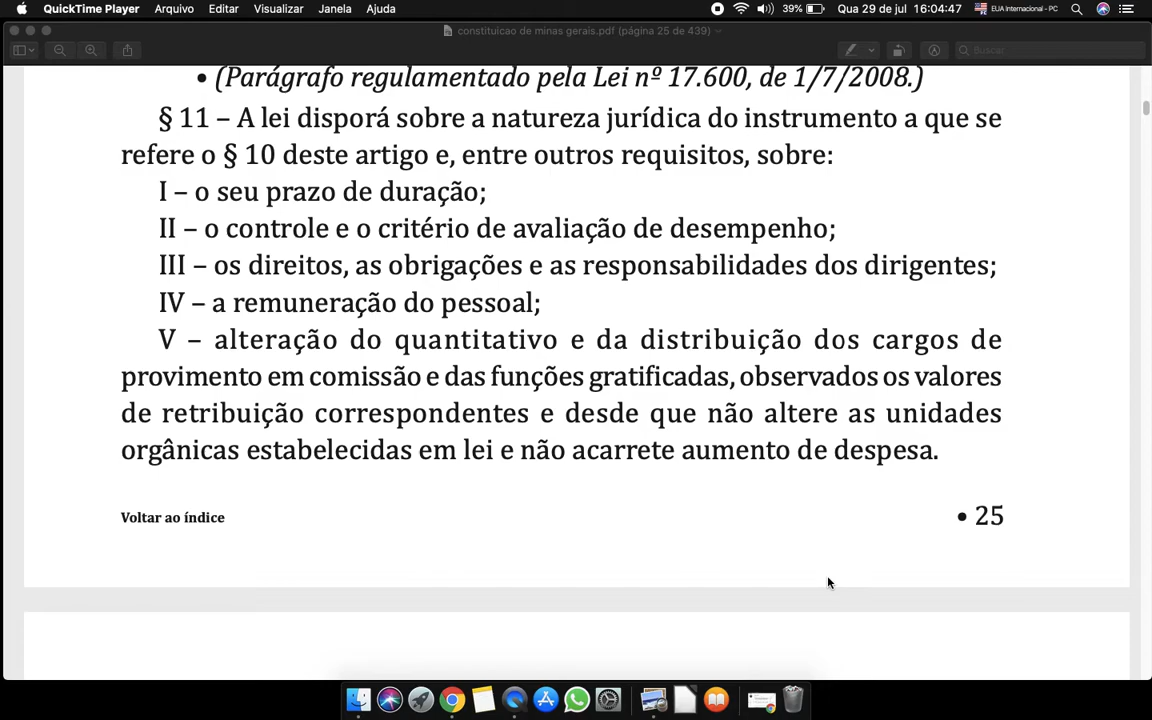 QuickTime Player Arquivo Editar Visualizar Janela Ajuda 39% Qua 29 de jul 16:04:47 EUA Internacional - PC
constituicao de minas gerais.pdf (página 25 de 439)
Buscar
• (Parágrafo regulamentado pela Lei nº 17.600, de 1/7/2008.)
§ 11 – A lei disporá sobre a natureza jurídica do instrumento a que se
refere o § 10 deste artigo e, entre outros requisitos, sobre:
I – o seu prazo de duração;
II – o controle e o critério de avaliação de desempenho;
III – os direitos, as obrigações e as responsabilidades dos dirigentes;
IV – a remuneração do pessoal;
V – alteração do quantitativo e da distribuição dos cargos de
provimento em comissão e das funções gratificadas, observados os valores
de retribuição correspondentes e desde que não altere as unidades
orgânicas estabelecidas em lei e não acarrete aumento de despesa.
Voltar ao índice • 25